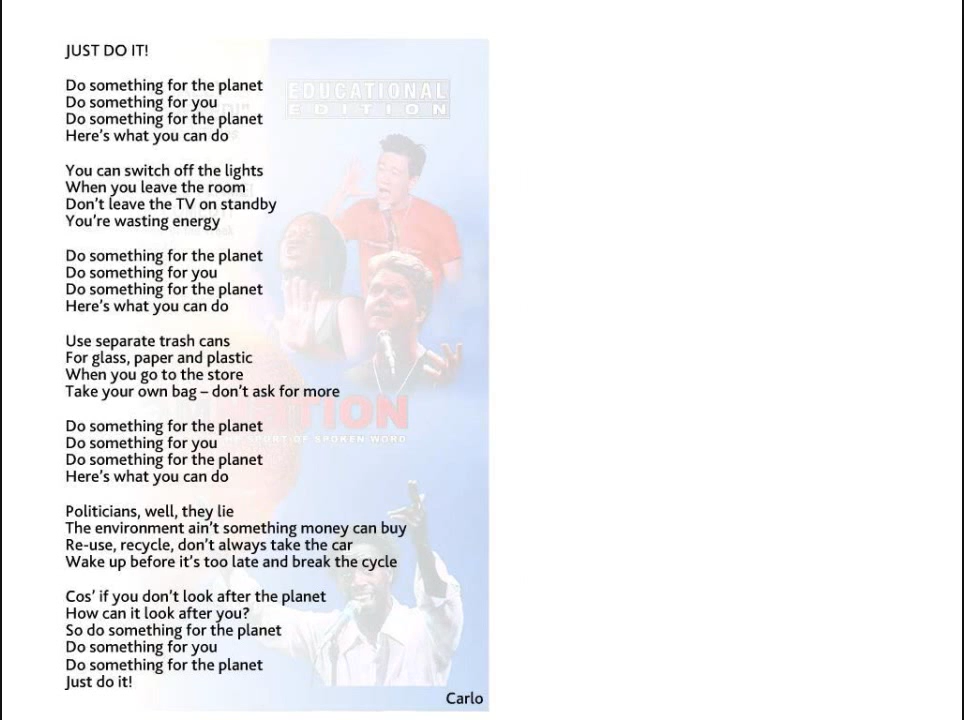 JUST DO IT!
EDUCATIONAL
EDITION
Do something for the planet
Do something for you
Do something for the planet
Here's what you can do
You can switch off the lights
When you leave the room
Don't leave the TV on standby
You're wasting energy
Do something for the planet
Do something for you
Do something for the planet
Here's what you can do
Use separate trash cans
For glass, paper and plastic
When you go to the store
Take your own bag – don't ask for more
Do something for the planet
Do something for you
SPORT OF SPOKEN WORD
Do something for the planet
Here's what you can do
Politicians, well, they lie
The environment ain't something money can buy
Re-use, recycle, don't always take the car
Wake up before it's too late and break the cycle
Cos' if you don't look after the planet
How can it look after you?
So do something for the planet
Do something for you
Do something for the planet
Just do it!
Carlo